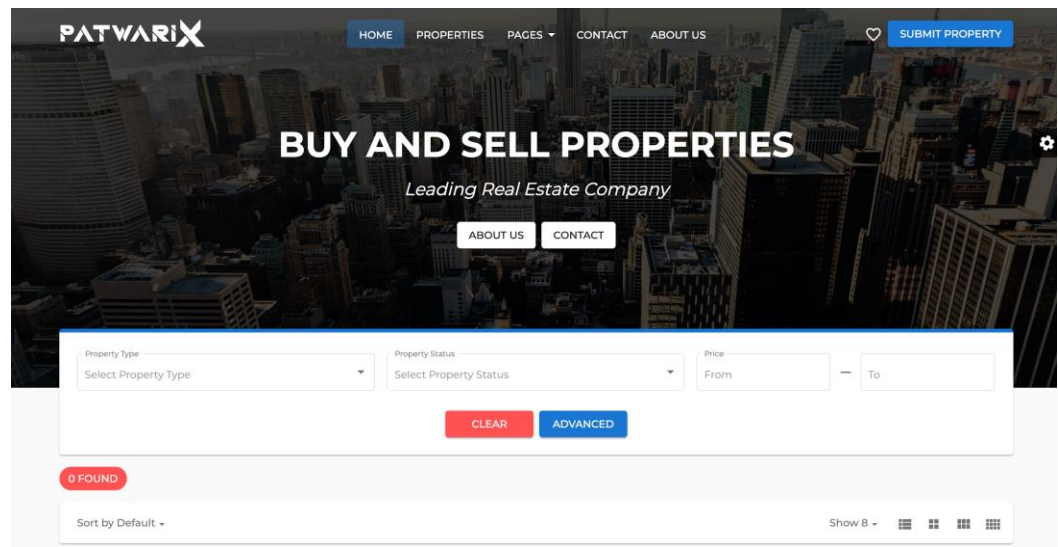 PATWARIX
HOME PROPERTIES PAGES CONTACT ABOUT US
SUBMIT PROPERTY
BUY AND SELL PROPERTIES
Leading Real Estate Company
ABOUT US CONTACT
Property Type Property Status Price
Select Property Type Select Property Status From — To
CLEAR ADVANCED
0 FOUND
Sort by Default Show 8